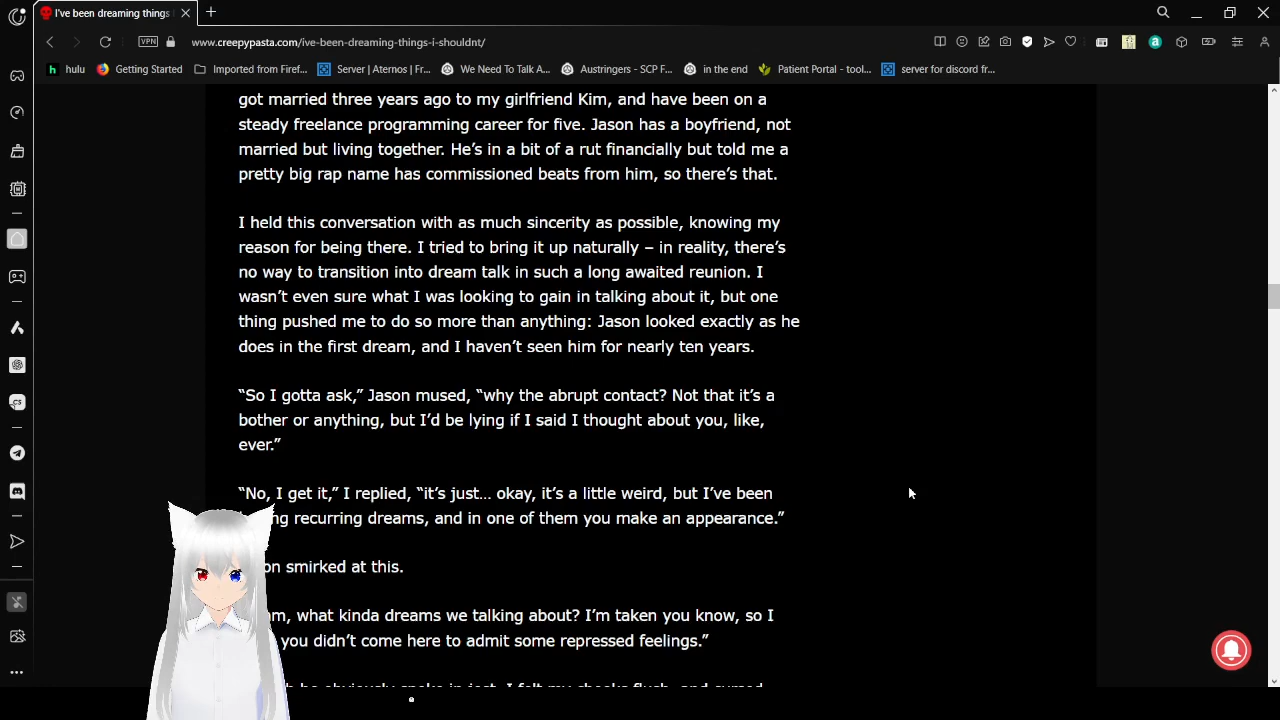 I've been dreaming things
www.creepypasta.com/ive-been-dreaming-things-i-shouldnt/
VPN
hulu
Getting Started
Imported from Firef...
Server | Aternos | Fr...
We Need To Talk A...
Austringers - SCP F...
in the end
Patient Portal - tool...
server for discord fr...
got married three years ago to my girlfriend Kim, and have been on a
steady freelance programming career for five. Jason has a boyfriend, not
married but living together. He's in a bit of a rut financially but told me a
pretty big rap name has commissioned beats from him, so there's that.
I held this conversation with as much sincerity as possible, knowing my
reason for being there. I tried to bring it up naturally – in reality, there's
no way to transition into dream talk in such a long awaited reunion. I
wasn't even sure what I was looking to gain in talking about it, but one
thing pushed me to do so more than anything: Jason looked exactly as he
does in the first dream, and I haven't seen him for nearly ten years.
“So I gotta ask,” Jason mused, “why the abrupt contact? Not that it's a
bother or anything, but I'd be lying if I said I thought about you, like,
ever.”
“No, I get it,” I replied, “it's just… okay, it's a little weird, but I've been
recurring dreams, and in one of them you make an appearance.”
smirked at this.
what kinda dreams we talking about? I'm taken you know, so I
you didn't come here to admit some repressed feelings.”
he obviously spoke in jest, I felt my cheeks flush, and cursed